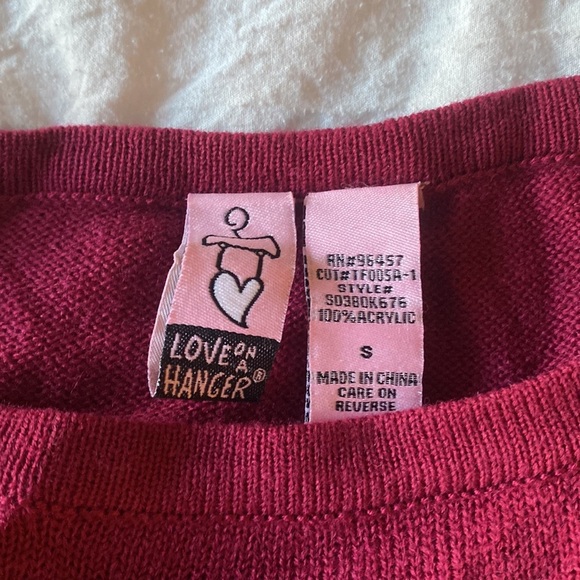 LOVE ON A
HANGER®
RN#96457
CUT#TF005A-1
STYLE#
S0380K676
100%ACRYLIC
S
MADE IN CHINA
CARE ON
REVERSE